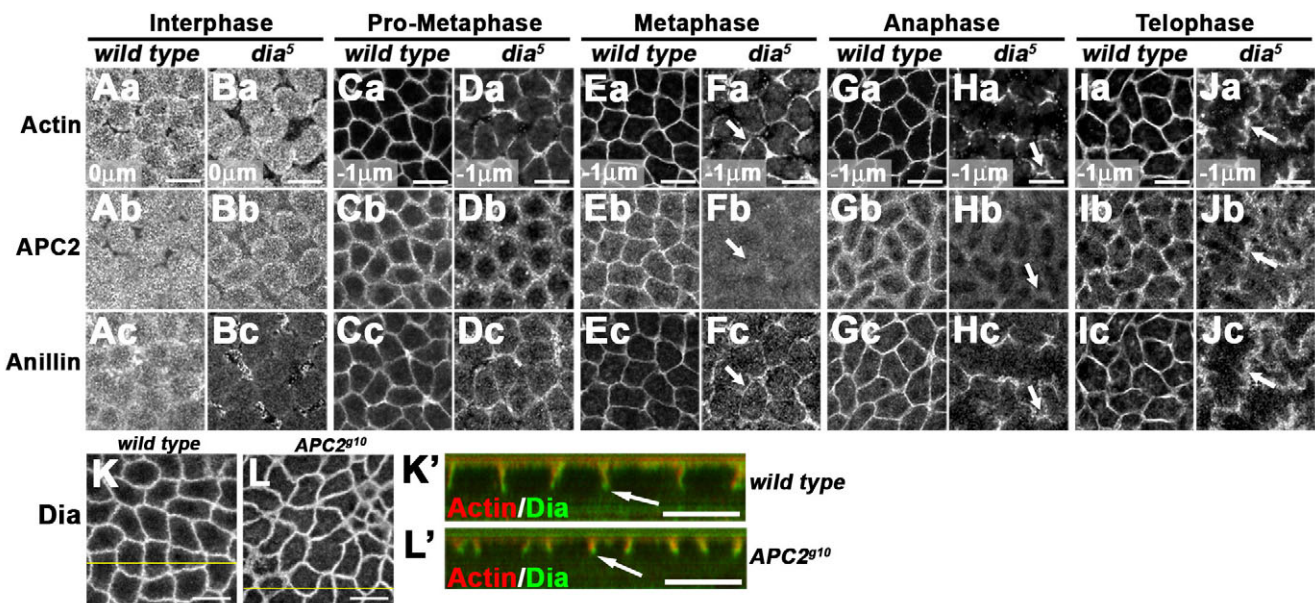 Interphase Pro-Metaphase Metaphase Anaphase Telophase
wild type dia⁵ wild type dia⁵ wild type dia⁵ wild type dia⁵ wild type dia⁵
Actin Aa Ba Ca Da Ea Fa Ga Ha Ia Ja
0μm 0μm -1μm -1μm -1μm -1μm -1μm -1μm -1μm -1μm
APC2 Ab Bb Cb Db Eb Fb Gb Hb Ib Jb
Anillin Ac Bc Cc Dc Ec Fc Gc Hc Ic Jc
wild type APC2ᵍ¹⁰
Dia K L
K' Actin/Dia wild type
L' Actin/Dia APC2ᵍ¹⁰